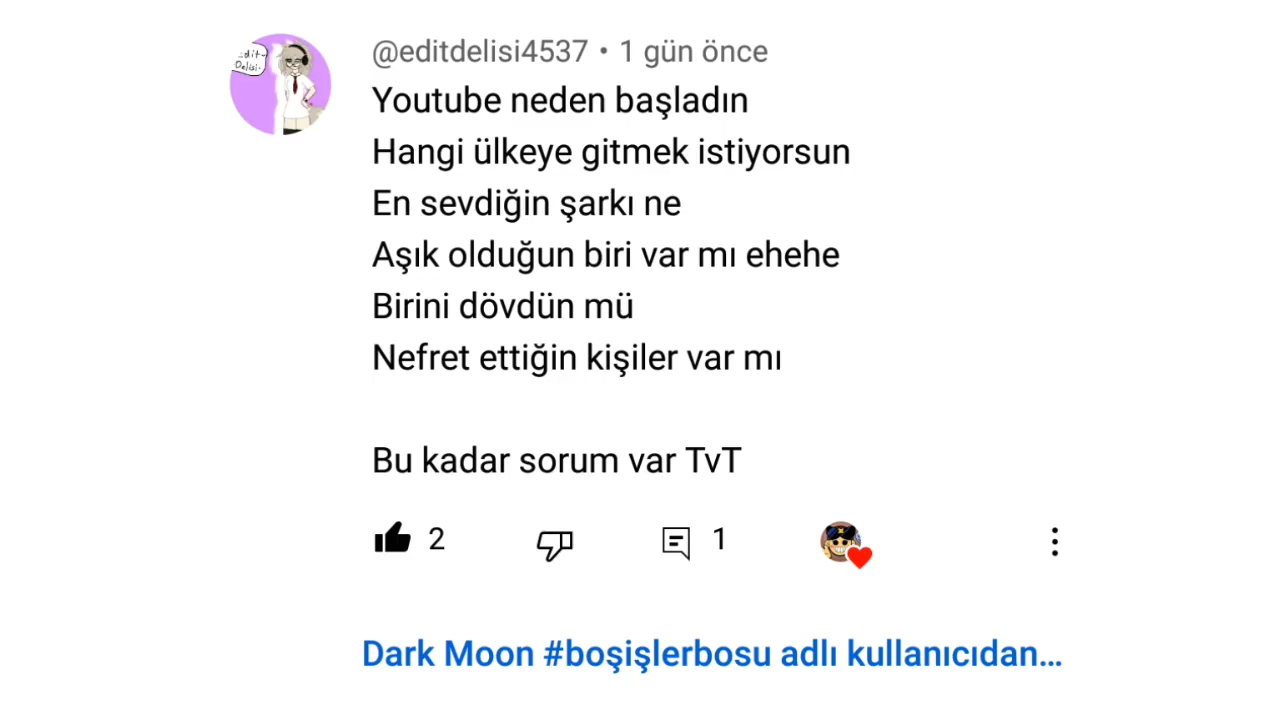 Edit
Delisi.
@editdelisi4537 • 1 gün önce
Youtube neden başladın
Hangi ülkeye gitmek istiyorsun
En sevdiğin şarkı ne
Aşık olduğun biri var mı ehehe
Birini dövdün mü
Nefret ettiğin kişiler var mı
Bu kadar sorum var TvT
2
1
Dark Moon #boşişlerbosu adlı kullanıcıdan...